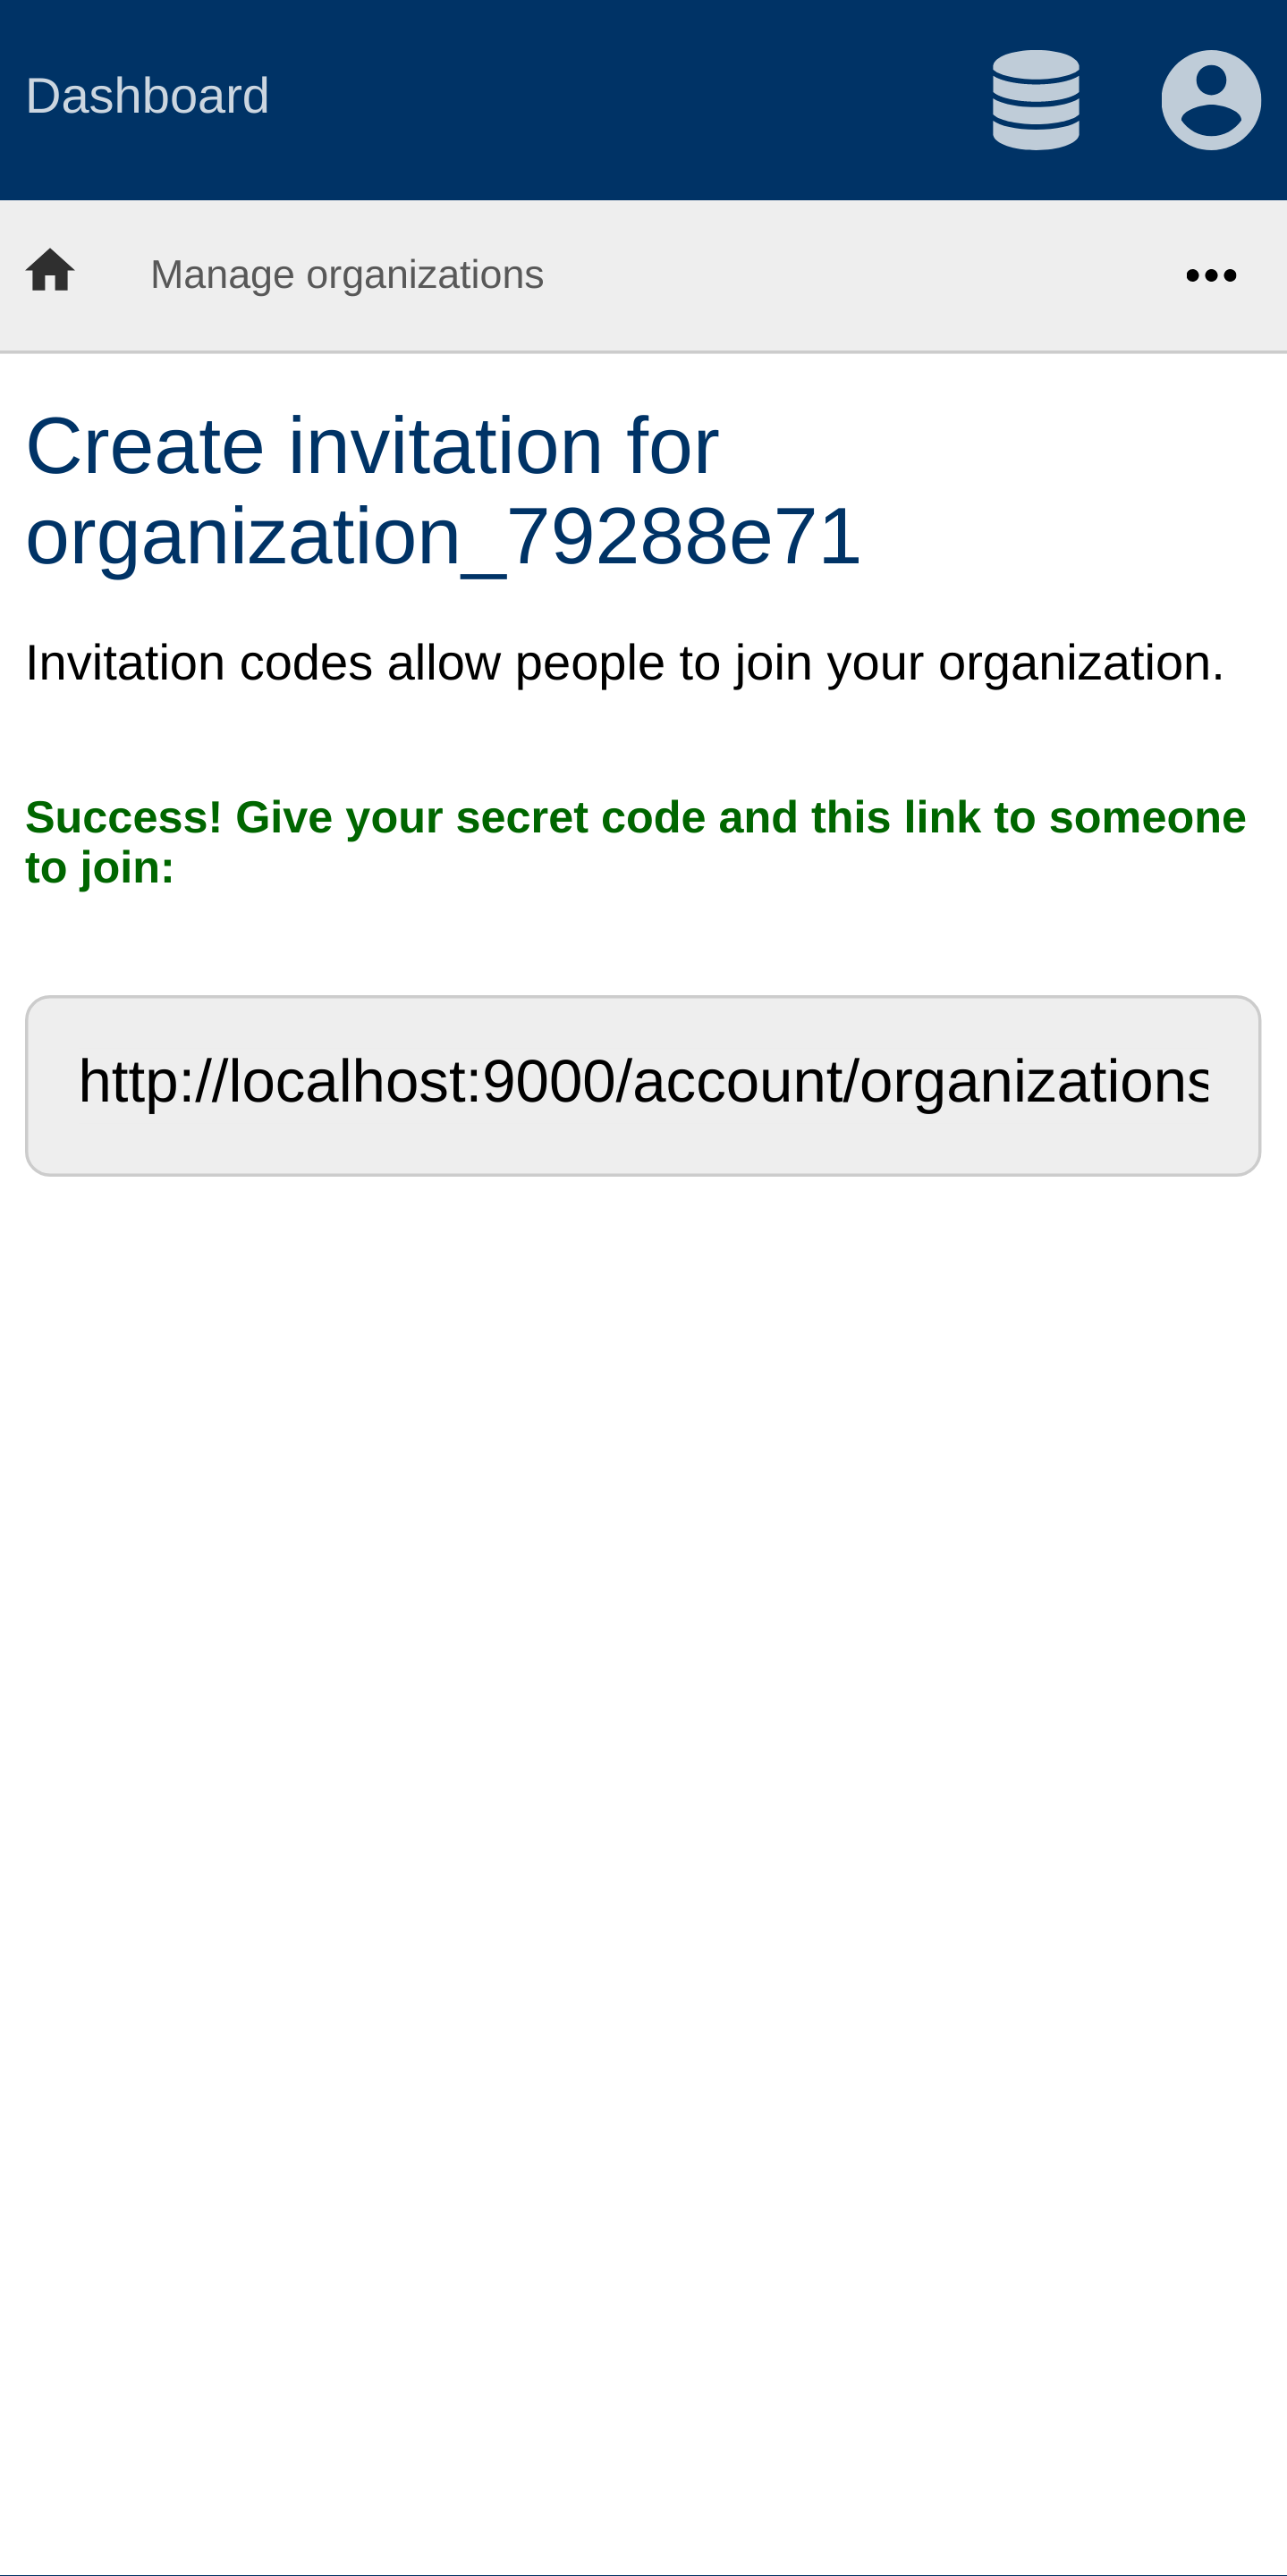 Dashboard
Manage organizations
Create invitation for
organization_79288e71
Invitation codes allow people to join your organization.
Success! Give your secret code and this link to someone
to join:
http://localhost:9000/account/organizations